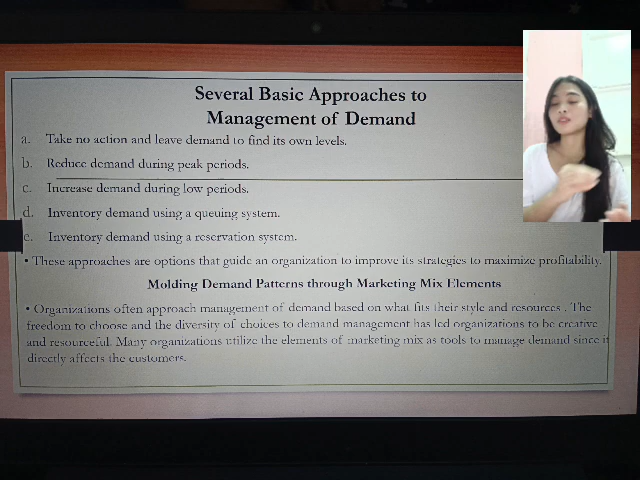 Several Basic Approaches to
Management of Demand
a. Take no action and leave demand to find its own levels.
b. Reduce demand during peak periods.
c. Increase demand during low periods.
d. Inventory demand using a queuing system.
e. Inventory demand using a reservation system.
• These approaches are options that guide an organization to improve its strategies to maximize profitability.
Molding Demand Patterns through Marketing Mix Elements
• Organizations often approach management of demand based on what fits their style and resources . The
freedom to choose and the diversity of choices to demand management has led organizations to be creative
and resourceful. Many organizations utilize the elements of marketing mix as tools to manage demand since it
directly affects the customers.